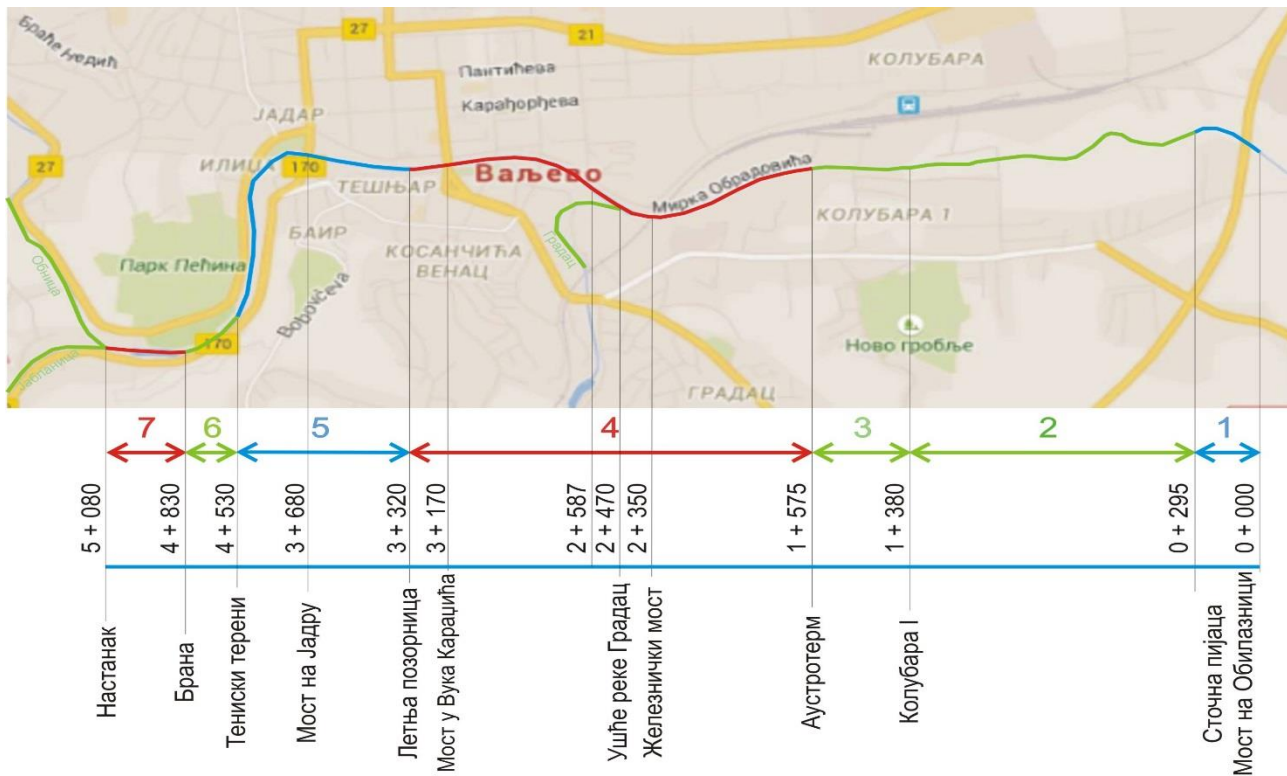 Браће Недић
27
21
Пантићева
Карађорђева
КОЛУБАРА
ЈАДАР
27
ИЛИЏА
170
ТЕШЊАР
Ваљево
Мирка Обрадовића
КОЛУБАРА 1
БАИР
КОСАНЧИЋА
ВЕНАЦ
Градац
Обница
Парк Пећина
Боровчева
170
Јабланица
Ново гробље
ГРАДАЦ
7
6
5
4
3
2
1
5 + 080
4 + 830
4 + 530
3 + 680
3 + 320
3 + 170
2 + 587
2 + 470
2 + 350
1 + 575
1 + 380
0 + 295
0 + 000
Настанак
Брана
Тениски терени
Мост на Јадру
Летња позорница
Мост у Вука Караџића
Ушће реке Градац
Железнички мост
Аустротерм
Колубара I
Сточна пијаца
Мост на Обилазници